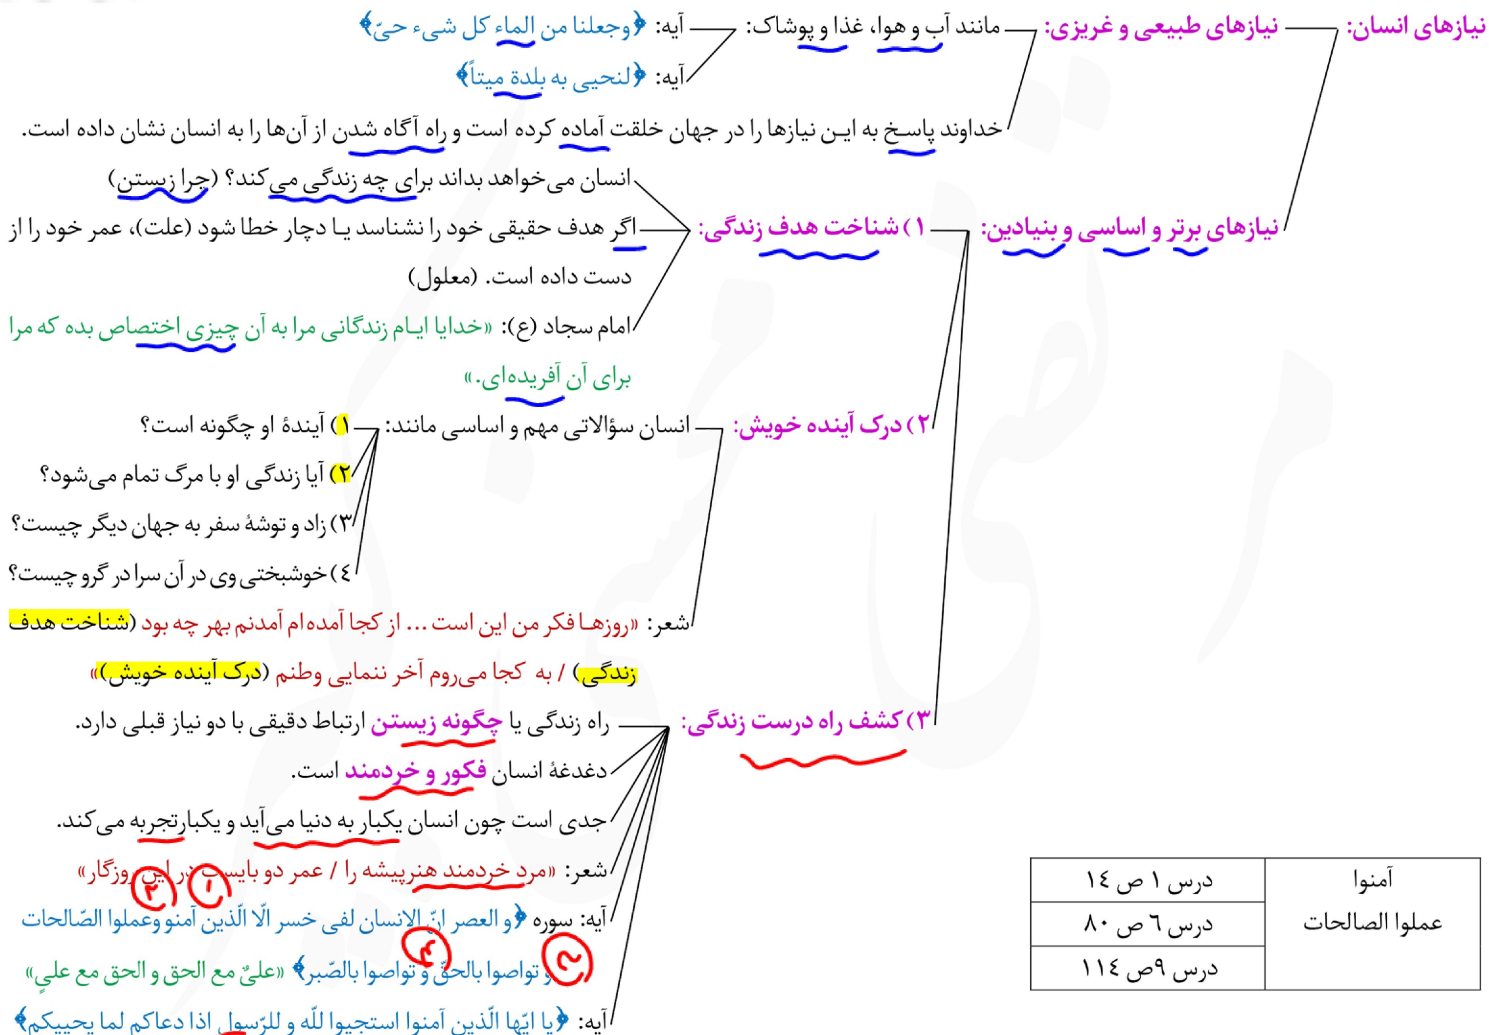 نیازهای انسان: نیازهای طبیعی و غریزی: مانند آب و هوا، غذا و پوشاک: آیه: ﴿وجعلنا من الماء کل شیء حیّ﴾
آیه: ﴿لنحیی به بلدة میتاً﴾
خداوند پاسخ به این نیازها را در جهان خلقت آماده کرده است و راه آگاه شدن از آن‌ها را به انسان نشان داده است.
انسان می‌خواهد بداند برای چه زندگی می‌کند؟ (چرا زیستن)
نیازهای برتر و اساسی و بنیادین: ۱) شناخت هدف زندگی: اگر هدف حقیقی خود را نشناسد یا دچار خطا شود (علت)، عمر خود را از
دست داده است. (معلول)
امام سجاد (ع): «خدایا ایام زندگانی مرا به آن چیزی اختصاص بده که مرا
برای آن آفریده‌ای.»
۲) درک آینده خویش: انسان سؤالاتی مهم و اساسی مانند: ۱) آیندهٔ او چگونه است؟
۲) آیا زندگی او با مرگ تمام می‌شود؟
۳) زاد و توشهٔ سفر به جهان دیگر چیست؟
٤) خوشبختی وی در آن سرا در گرو چیست؟
شعر: «روزها فکر من این است ... از کجا آمده‌ام آمدنم بهر چه بود (شناخت هدف
زندگی) / به کجا می‌روم آخر ننمایی وطنم (درک آینده خویش)»
۳) کشف راه درست زندگی: راه زندگی یا چگونه زیستن ارتباط دقیقی با دو نیاز قبلی دارد.
دغدغهٔ انسان فکور و خردمند است.
جدی است چون انسان یکبار به دنیا می‌آید و یکبارتجربه می‌کند.
شعر: «مرد خردمند هنرپیشه را / عمر دو بایست در این روزگار»
۱ ۲
آیه: سوره ﴿و العصر انّ الانسان لفی خسر الّا الّذین آمنو وعملوا الصّالحات
و تواصوا بالحقّ و تواصوا بالصّبر﴾ «علیٌ مع الحق و الحق مع علیٍ»
آیه: ﴿یا ایّها الّذین آمنوا استجیبوا للّه و للرّسول اذا دعاکم لما یحییکم﴾
آمنوا
عملوا الصالحات
درس ۱ ص ۱٤
درس ٦ ص ۸۰
درس ۹ص ۱۱٤